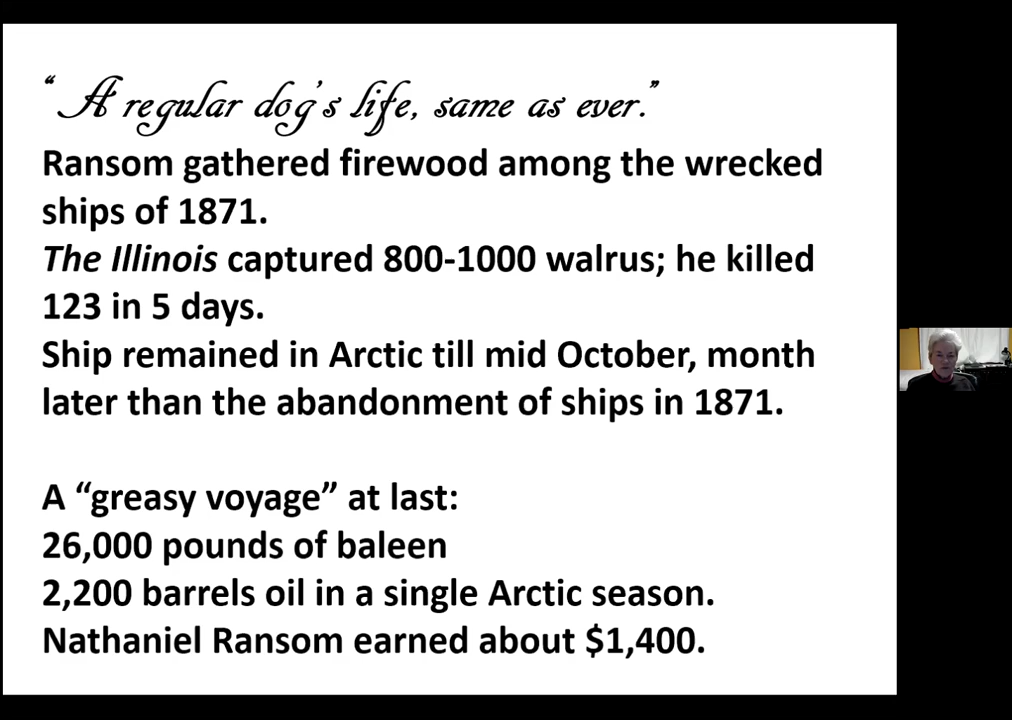 “A regular dog’s life, same as ever.”
Ransom gathered firewood among the wrecked
ships of 1871.
The Illinois captured 800-1000 walrus; he killed
123 in 5 days.
Ship remained in Arctic till mid October, month
later than the abandonment of ships in 1871.
A “greasy voyage” at last:
26,000 pounds of baleen
2,200 barrels oil in a single Arctic season.
Nathaniel Ransom earned about $1,400.